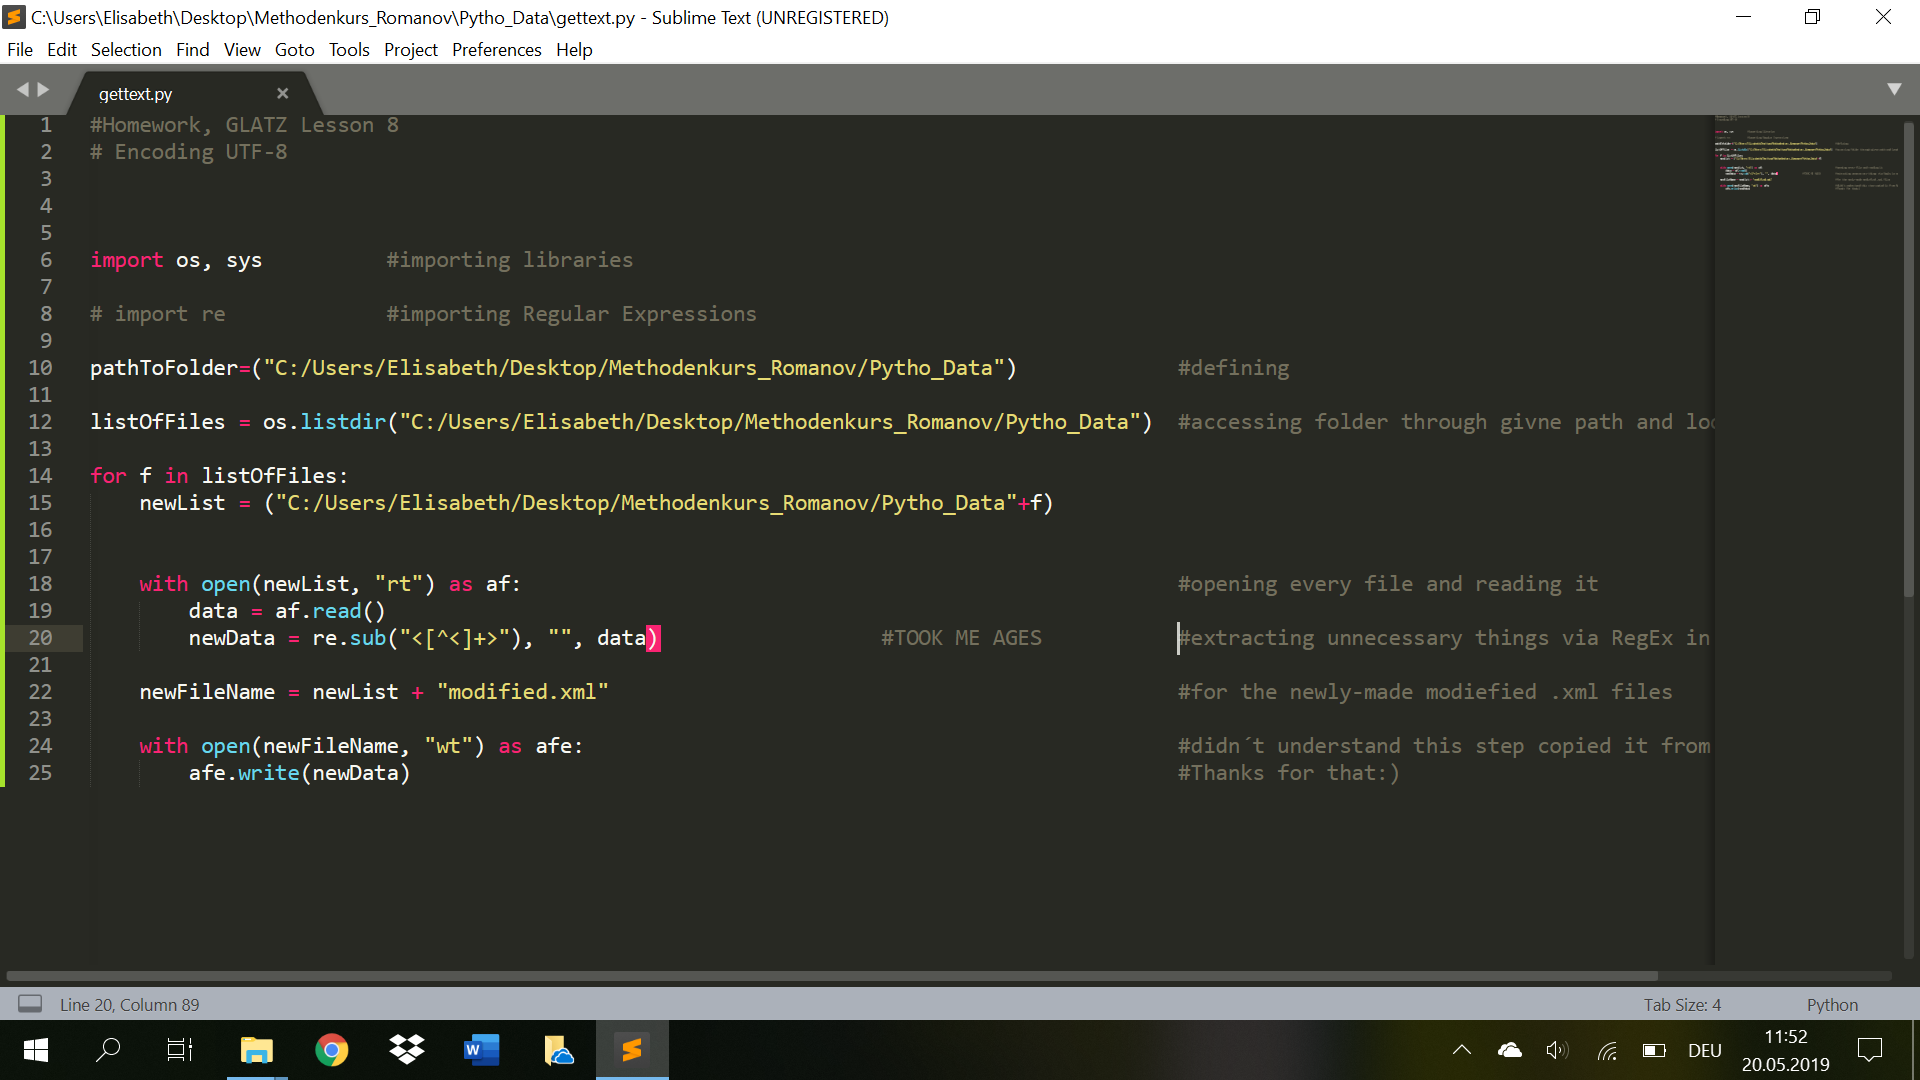 C:\Users\Elisabeth\Desktop\Methodenkurs_Romanov\Pytho_Data\gettext.py - Sublime Text (UNREGISTERED)
File Edit Selection Find View Goto Tools Project Preferences Help
gettext.py
1 #Homework, GLATZ Lesson 8
2 # Encoding UTF-8
3
4
5
6 import os, sys #importing libraries
7
8 # import re #importing Regular Expressions
9
10 pathToFolder=("C:/Users/Elisabeth/Desktop/Methodenkurs_Romanov/Pytho_Data") #defining
11
12 listOfFiles = os.listdir("C:/Users/Elisabeth/Desktop/Methodenkurs_Romanov/Pytho_Data") #accessing folder through givne path and loo
13
14 for f in listOfFiles:
15 newList = ("C:/Users/Elisabeth/Desktop/Methodenkurs_Romanov/Pytho_Data"+f)
16
17
18 with open(newList, "rt") as af: #opening every file and reading it
19 data = af.read()
20 newData = re.sub("<[^<]+>"), "", data) #TOOK ME AGES #extracting unnecessary things via RegEx in
21
22 newFileName = newList + "modified.xml" #for the newly-made modiefied .xml files
23
24 with open(newFileName, "wt") as afe: #didn´t understand this step copied it from
25 afe.write(newData) #Thanks for that:)
Line 20, Column 89 Tab Size: 4 Python
DEU
11:52
20.05.2019